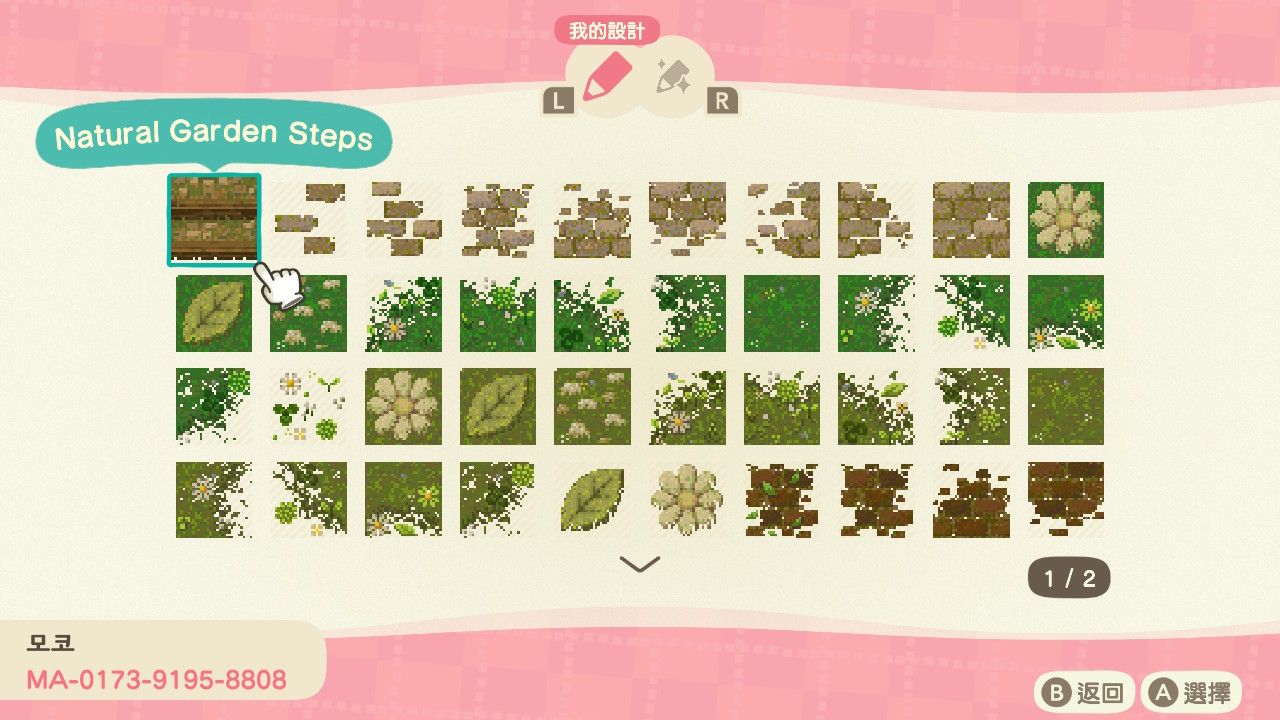 我的設計
L
R
Natural Garden Steps
1 / 2
모코
MA-0173-9195-8808
B 返回 A 選擇